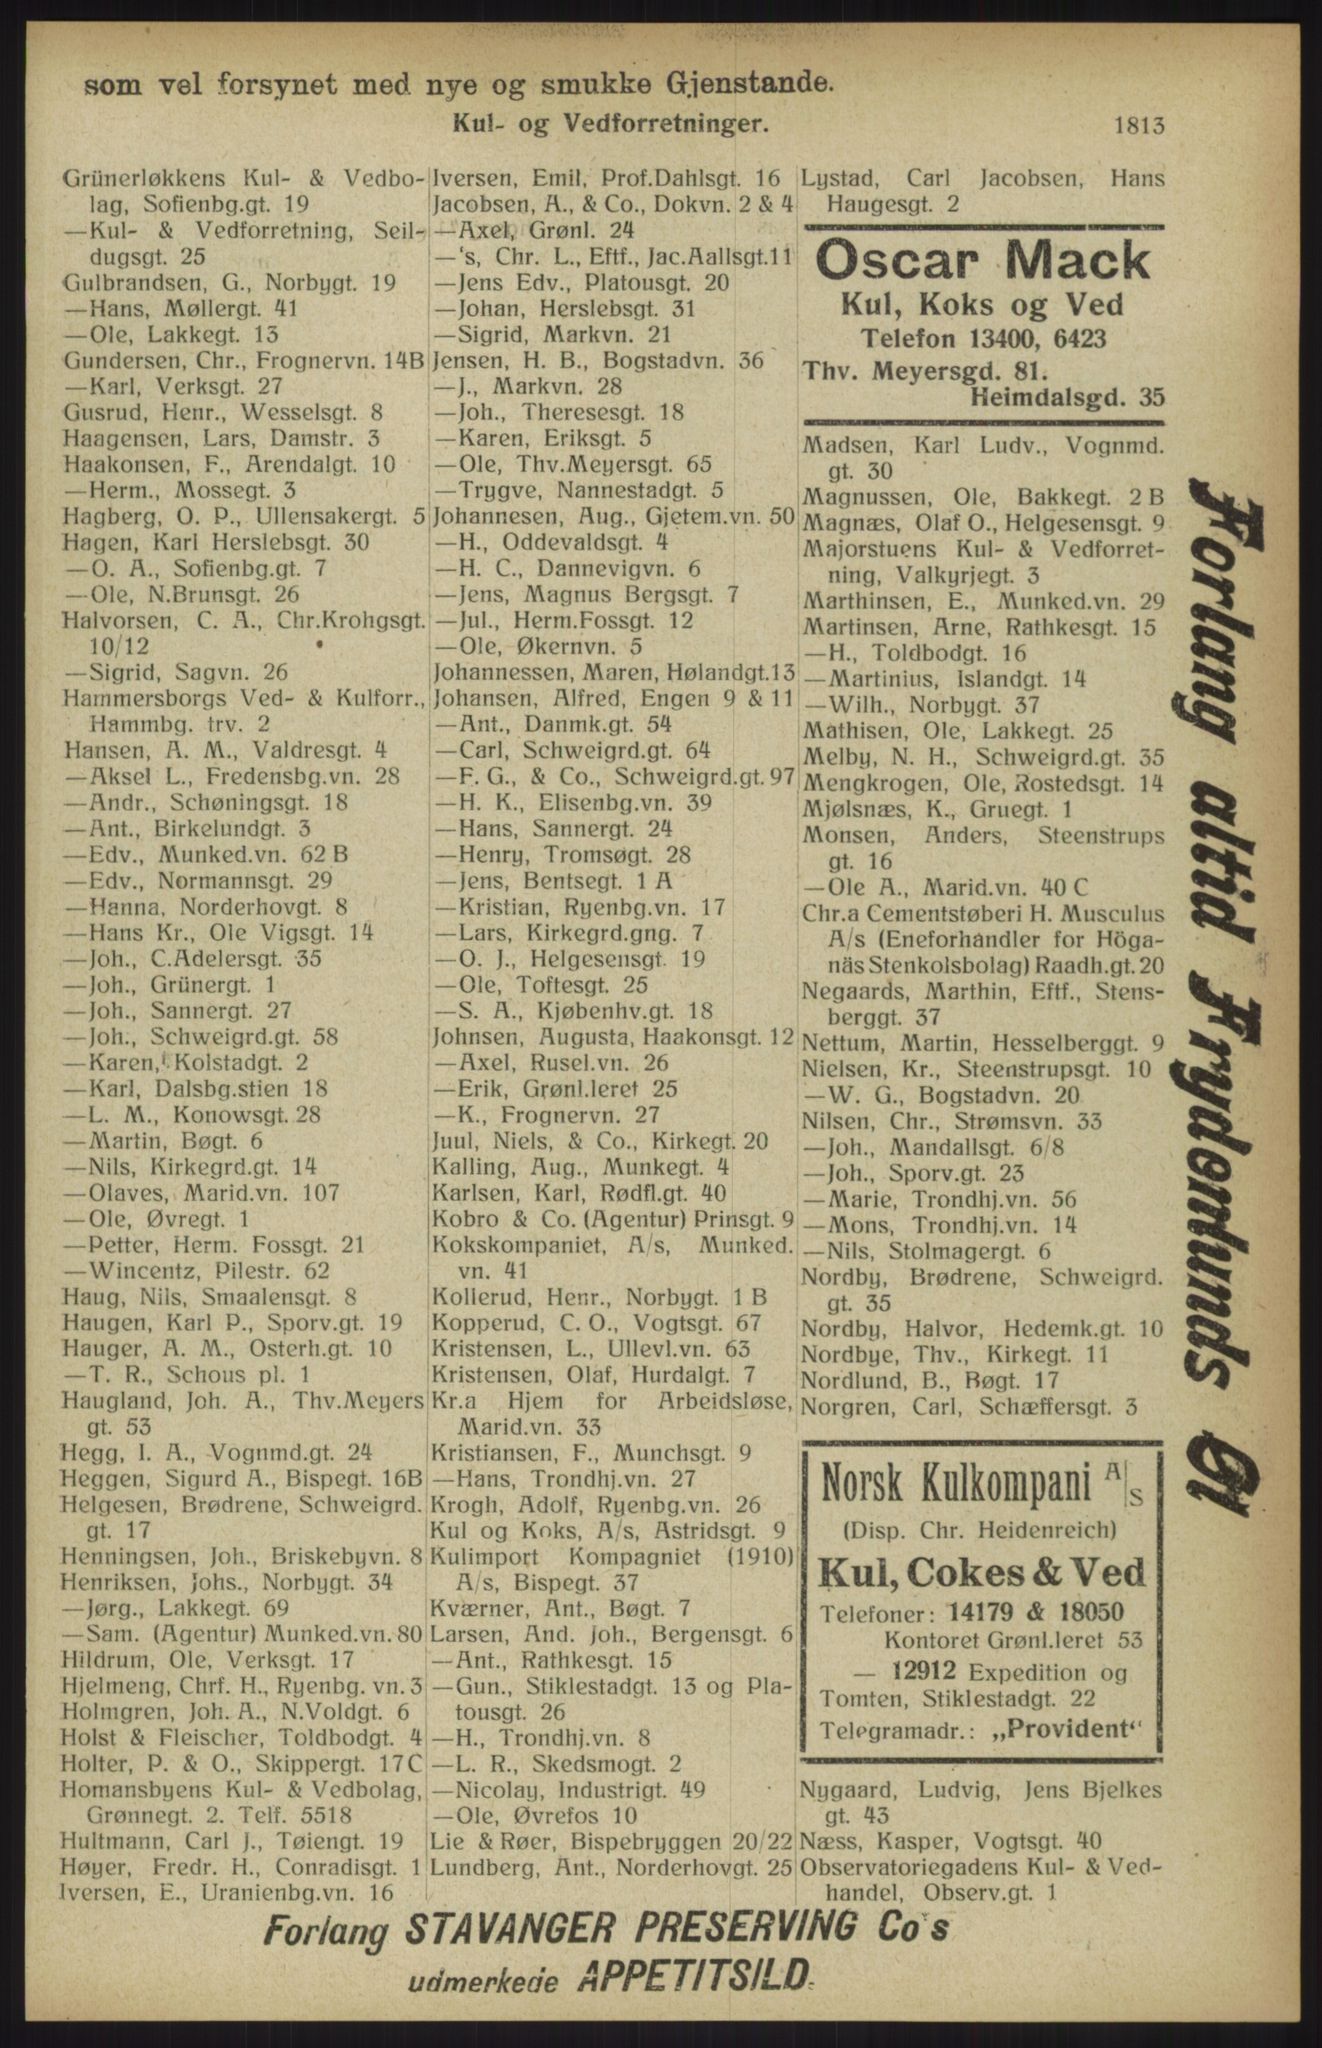 som vel forsynet med nye og smukke Gjenstande.
Kul- og Vedforretninger.
1813
Grünerløkkens Kul- & Vedbo-
lag, Sofienbg.gt. 19
—Kul- & Vedforretning, Seil-
dugsgt. 25
Gulbrandsen, G., Norbygt. 19
—Hans, Møllergt. 41
—Ole, Lakkegt. 13
Gundersen, Chr., Frognervn. 14B
—Karl, Verksgt. 27
Gusrud, Henr., Wesselsgt. 8
Haagensen, Lars, Damstr. 3
Haakonsen, F., Arendalgt. 10
—Herm., Mossegt. 3
Hagberg, O. P., Ullensakergt. 5
Hagen, Karl Herslebsgt. 30
—O. A., Sofienbg.gt. 7
—Ole, N.Brunsgt. 26
Halvorsen, C. A., Chr.Krohgsgt.
10/12
—Sigrid, Sagvn. 26
Hammersborgs Ved- & Kulforr.,
Hammbg. trv. 2
Hansen, A. M., Valdresgt. 4
—Aksel L., Fredensbg.vn. 28
—Andr., Schøningsgt. 18
—Ant., Birkelundgt. 3
—Edv., Munked.vn. 62 B
—Edv., Normannsgt. 29
—Hanna, Norderhovgt. 8
—Hans Kr., Ole Vigsgt. 14
—Joh., C.Adelersgt. 35
—Joh., Grünergt. 1
—Joh., Sannergt. 27
—Joh., Schweigrd.gt. 58
—Karen, Kolstadgt. 2
—Karl, Dalsbg.stien 18
—L. M., Konowsgt. 28
—Martin, Bøgt. 6
—Nils, Kirkegrd.gt. 14
—Olaves, Marid.vn. 107
—Ole, Øvregt. 1
—Petter, Herm. Fossgt. 21
—Wincentz, Pilestr. 62
Haug, Nils, Smaalensgt. 8
Haugen, Karl P., Sporv.gt. 19
Hauger, A. M., Osterh.gt. 10
—T. R., Schous pl. 1
Haugland, Joh. A., Thv.Meyers
gt. 53
Hegg, I. A., Vognmd.gt. 24
Heggen, Sigurd A., Bispegt. 16B
Helgesen, Brødrene, Schweigrd.
gt. 17
Henningsen, Joh., Briskebyvn. 8
Henriksen, Johs., Norbygt. 34
—Jørg., Lakkegt. 69
—Sam. (Agentur) Munked.vn. 80
Hildrum, Ole, Verksgt. 17
Hjelmeng, Chrf. H., Ryenbg. vn. 3
Holmgren, Joh. A., N.Voldgt. 6
Holst & Fleischer, Toldbodgt. 4
Holter, P. & O., Skippergt. 17 C
Homansbyens Kul- & Vedbolag,
Grønnegt. 2. Telf. 5518
Hultmann, Carl J., Tøiengt. 19
Høyer, Fredr. H., Conradisgt. 1
Iversen, E., Uranienbg.vn. 16
Iversen, Emil, Prof.Dahlsgt. 16
Jacobsen, A., & Co., Dokvn. 2 & 4
—Axel, Grønl. 24
—'s, Chr. L., Eftf., Jac.Aallsgt.11
—Jens Edv., Platousgt. 20
—Johan, Herslebsgt. 31
—Sigrid, Markvn. 21
Jensen, H. B., Bogstadvn. 36
—J., Markvn. 28
—Joh., Theresesgt. 18
—Karen, Eriksgt. 5
—Ole, Thv.Meyersgt. 65
—Trygve, Nannestadgt. 5
Johannesen, Aug., Gjetem.vn. 50
—H., Oddevaldsgt. 4
—H. C., Dannevigvn. 6
—Jens, Magnus Bergsgt. 7
—Jul., Herm.Fossgt. 12
—Ole, Økernvn. 5
Johannessen, Maren, Hølandgt.13
Johansen, Alfred, Engen 9 & 11
—Ant., Danmk.gt. 54
—Carl, Schweigrd.gt. 64
—F. G., & Co., Schweigrd.gt. 97
—H. K., Elisenbg.vn. 39
—Hans, Sannergt. 24
—Henry, Tromsøgt. 28
—Jens, Bentsegt. 1 A
—Kristian, Ryenbg.vn. 17
—Lars, Kirkegrd.gng. 7
—O. J., Helgesensgt. 19
—Ole, Toftesgt. 25
—S. A., Kjøbenhv.gt. 18
Johnsen, Augusta, Haakonsgt. 12
—Axel, Rusel.vn. 26
—Erik, Grønl.leret 25
—K., Frognervn. 27
Juul, Niels, & Co., Kirkegt. 20
Kalling, Aug., Munkegt. 4
Karlsen, Karl, Rødfl.gt. 40
Kobro & Co. (Agentur) Prinsgt. 9
Kokskompaniet, A/s, Munked.
vn. 41
Kollerud, Henr., Norbygt. 1 B
Kopperud, C. O., Vogtsgt. 67
Kristensen, L., Ullevl.vn. 63
Kristensen, Olaf, Hurdalgt. 7
Kr.a Hjem for Arbeidsløse,
Marid.vn. 33
Kristiansen, F., Munchsgt. 9
—Hans, Trondhj.vn. 27
Krogh, Adolf, Ryenbg.vn. 26
Kul og Koks, A/s, Astridsgt. 9
Kulimport Kompagniet (1910)
A/s, Bispegt. 37
Kværner, Ant., Bøgt. 7
Larsen, And. Joh., Bergensgt. 6
—Ant., Rathkesgt. 15
—Gun., Stiklestadgt. 13 og Pla-
tousgt. 26
—H., Trondhj.vn. 8
—L. R., Skedsmogt. 2
—Nicolay, Industrigt. 49
—Ole, Øvrefos 10
Lie & Røer, Bispebryggen 20/22
Lundberg, Ant., Norderhovgt. 25
Lystad, Carl Jacobsen, Hans
Haugesgt. 2
Oscar Mack
Kul, Koks og Ved
Telefon 13400, 6423
Thv. Meyersgd. 81.
Heimdalsgd. 35
Madsen, Karl Ludv., Vognmd.
gt. 30
Magnussen, Ole, Bakkegt. 2 B
Magnæs, Olaf O., Helgesensgt. 9
Majorstuens Kul- & Vedforret-
ning, Valkyrjegt. 3
Marthinsen, E., Munked.vn. 29
Martinsen, Arne, Rathkesgt. 15
—H., Toldbodgt. 16
—Martinius, Islandgt. 14
—Wilh., Norbygt. 37
Mathisen, Ole, Lakkegt. 25
Melby, N. H., Schweigrd.gt. 35
Mengkrogen, Ole, Rostedsgt. 14
Mjølsnæs, K., Gruegt. 1
Monsen, Anders, Steenstrups
gt. 16
—Ole A., Marid.vn. 40 C
Chr.a Cementstøberi H. Musculus
A/s (Eneforhandler for Höga-
näs Stenkolsbolag) Raadh.gt. 20
Negaards, Marthin, Eftf., Stens-
berggt. 37
Nettum, Martin, Hesselberggt. 9
Nielsen, Kr., Steenstrupsgt. 10
—W. G., Bogstadvn. 20
Nilsen, Chr., Strømsvn. 33
—Joh., Mandallsgt. 6/8
—Joh., Sporv.gt. 23
—Marie, Trondhj.vn. 56
—Mons, Trondhj.vn. 14
—Nils, Stolmagergt. 6
Nordby, Brødrene, Schweigrd.
gt. 35
Nordby, Halvor, Hedemk.gt. 10
Nordbye, Thv., Kirkegt. 11
Nordlund, B., Bøgt. 17
Norgren, Carl, Schæffersgt. 3
Norsk Kulkompani A/S
(Disp. Chr. Heidenreich)
Kul, Cokes & Ved
Telefoner: 14179 & 18050
Kontoret Grønl.leret 53
— 12912 Expedition og
Tomten, Stiklestadgt. 22
Telegramadr.: „Provident“
Nygaard, Ludvig, Jens Bjelkes
gt. 43
Næss, Kasper, Vogtsgt. 40
Observatoriegadens Kul- & Ved-
handel, Observ.gt. 1
Forlang altid Frydenlunds Øl
Forlang STAVANGER PRESERVING Co's
udmerkede APPETITSILD.